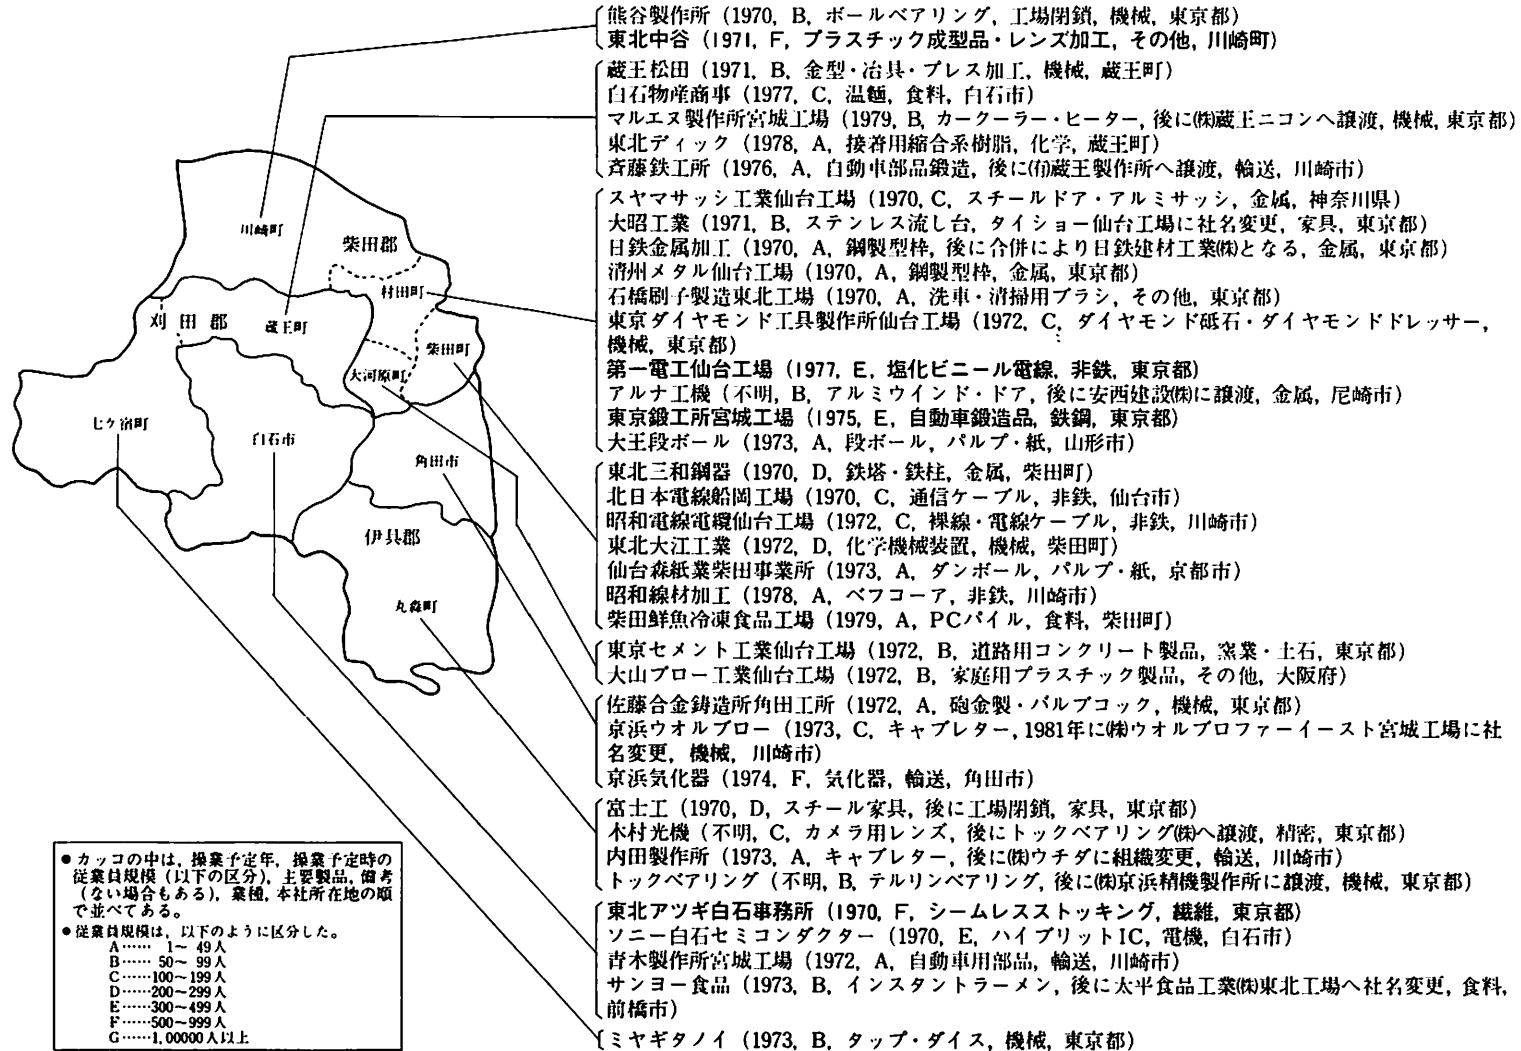 熊谷製作所（1970, B, ボールベアリング, 工場閉鎖, 機械, 東京都）
東北中谷（1971, F, プラスチック成型品・レンズ加工, その他, 川崎町）
蔵王松田（1971, B, 金型・冶具・プレス加工, 機械, 蔵王町）
白石物産商事（1977, C, 温麺, 食料, 白石市）
マルエヌ製作所宮城工場（1979, B, カークーラー・ヒーター, 後に㈱蔵王ニコンへ譲渡, 機械, 東京都）
東北ディック（1978, A, 接着用縮合系樹脂, 化学, 蔵王町）
斉藤鉄工所（1976, A, 自動車部品鍛造, 後に㈲蔵王製作所へ譲渡, 輸送, 川崎市）
スヤマサッシ工業仙台工場（1970, C, スチールドア・アルミサッシ, 金属, 神奈川県）
大昭工業（1971, B, ステンレス流し台, タイショー仙台工場に社名変更, 家具, 東京都）
日鉄金属加工（1970, A, 鋼製型枠, 後に合併により日鉄建材工業㈱となる, 金属, 東京都）
清州メタル仙台工場（1970, A, 鋼製型枠, 金属, 東京都）
石橋刷子製造東北工場（1970, A, 洗車・清掃用ブラシ, その他, 東京都）
東京ダイヤモンド工具製作所仙台工場（1972, C, ダイヤモンド砥石・ダイヤモンドドレッサー,
機械, 東京都）
第一電工仙台工場（1977, E, 塩化ビニール電線, 非鉄, 東京都）
アルナ工機（不明, B, アルミウインド・ドア, 後に安西建設㈱に譲渡, 金属, 尼崎市）
東京鍛工所宮城工場（1975, E, 自動車鍛造品, 鉄鋼, 東京都）
大王段ボール（1973, A, 段ボール, パルプ・紙, 山形市）
東北三和鋼器（1970, D, 鉄塔・鉄柱, 金属, 柴田町）
北日本電線船岡工場（1970, C, 通信ケーブル, 非鉄, 仙台市）
昭和電線電纜仙台工場（1972, C, 裸線・電線ケーブル, 非鉄, 川崎市）
東北大江工業（1972, D, 化学機械装置, 機械, 柴田町）
仙台森紙業柴田事業所（1973, A, ダンボール, パルプ・紙, 京都市）
昭和線材加工（1978, A, ベフコーア, 非鉄, 川崎市）
柴田鮮魚冷凍食品工場（1979, A, PCパイル, 食料, 柴田町）
東京セメント工業仙台工場（1972, B, 道路用コンクリート製品, 窯業・土石, 東京都）
大山ブロー工業仙台工場（1972, B, 家庭用プラスチック製品, その他, 大阪府）
佐藤合金鋳造所角田工所（1972, A, 砲金製・バルブコック, 機械, 東京都）
京浜ウオルブロー（1973, C, キャブレター, 1981年に㈱ウオルブロファーイースト宮城工場に社
名変更, 機械, 川崎市）
京浜気化器（1974, F, 気化器, 輸送, 角田市）
富士工（1970, D, スチール家具, 後に工場閉鎖, 家具, 東京都）
木村光機（不明, C, カメラ用レンズ, 後にトックベアリング㈱へ譲渡, 精密, 東京都）
内田製作所（1973, A, キャブレター, 後に㈱ウチダに組織変更, 輸送, 川崎市）
トックベアリング（不明, B, テルリンベアリング, 後に㈱京浜精機製作所に譲渡, 機械, 東京都）
東北アツギ白石事務所（1970, F, シームレスストッキング, 繊維, 東京都）
ソニー白石セミコンダクター（1970, E, ハイブリットIC, 電機, 白石市）
青木製作所宮城工場（1972, A, 自動車用部品, 輸送, 川崎市）
サンヨー食品（1973, B, インスタントラーメン, 後に太平食品工業㈱東北工場へ社名変更, 食料,
前橋市）
ミヤギタノイ（1973, B, タップ・ダイス, 機械, 東京都）
川崎町
柴田郡
村田町
刈田郡
蔵王町
柴田町
大河原町
七ケ宿町
白石市
角田市
伊具郡
丸森町
●カッコの中は, 操業予定年, 操業予定時の
従業員規模（以下の区分）, 主要製品, 備考
（ない場合もある）, 業種, 本社所在地の順
で並べてある。
●従業員規模は, 以下のように区分した。
A…… 1～ 49人
B…… 50～ 99人
C……100～199人
D……200～299人
E……300～499人
F……500～999人
G……1,00000人以上